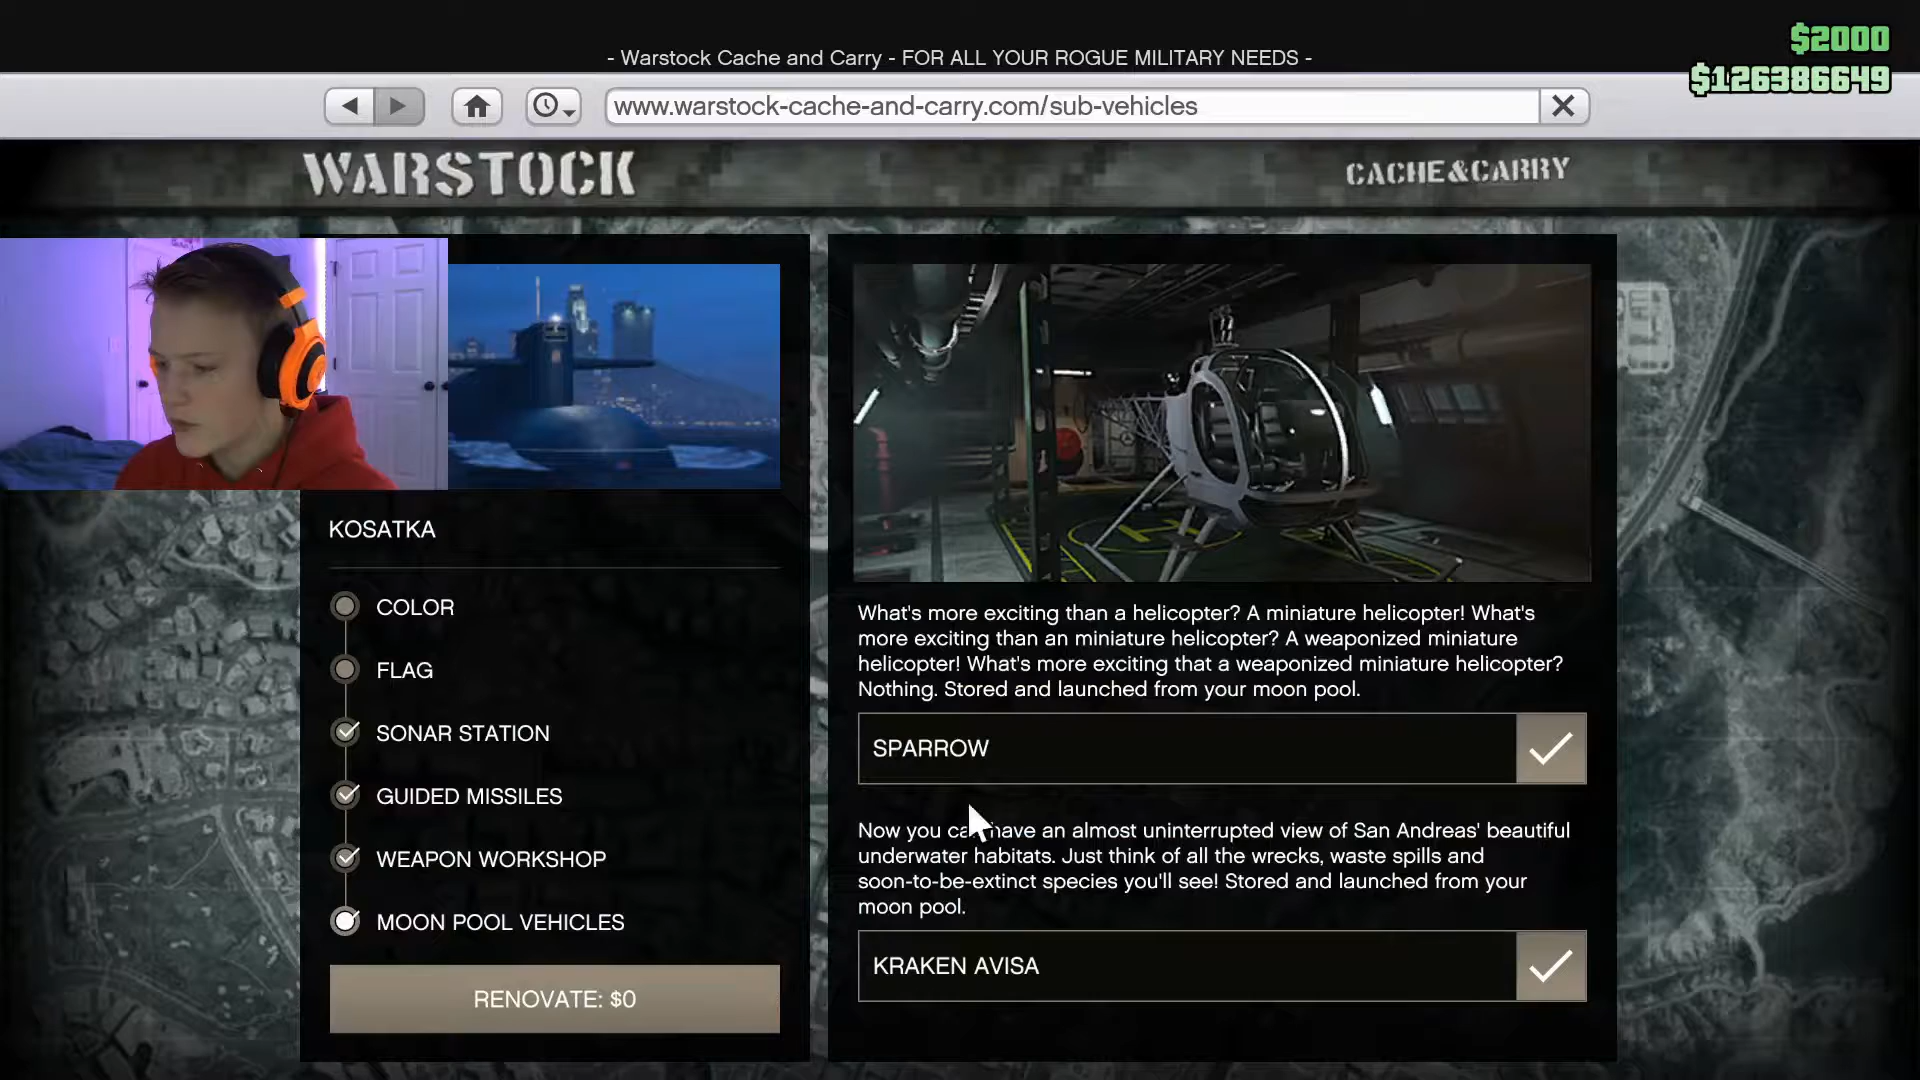 $2000
- Warstock Cache and Carry - FOR ALL YOUR ROGUE MILITARY NEEDS -
$126386649
www.warstock-cache-and-carry.com/sub-vehicles
WARSTOCK
CACHE&CARRY
KOSATKA
COLOR
FLAG
SONAR STATION
GUIDED MISSILES
WEAPON WORKSHOP
MOON POOL VEHICLES
RENOVATE: $0
What's more exciting than a helicopter? A miniature helicopter! What's
more exciting than an miniature helicopter? A weaponized miniature
helicopter! What's more exciting that a weaponized miniature helicopter?
Nothing. Stored and launched from your moon pool.
SPARROW
Now you can have an almost uninterrupted view of San Andreas' beautiful
underwater habitats. Just think of all the wrecks, waste spills and
soon-to-be-extinct species you'll see! Stored and launched from your
moon pool.
KRAKEN AVISA